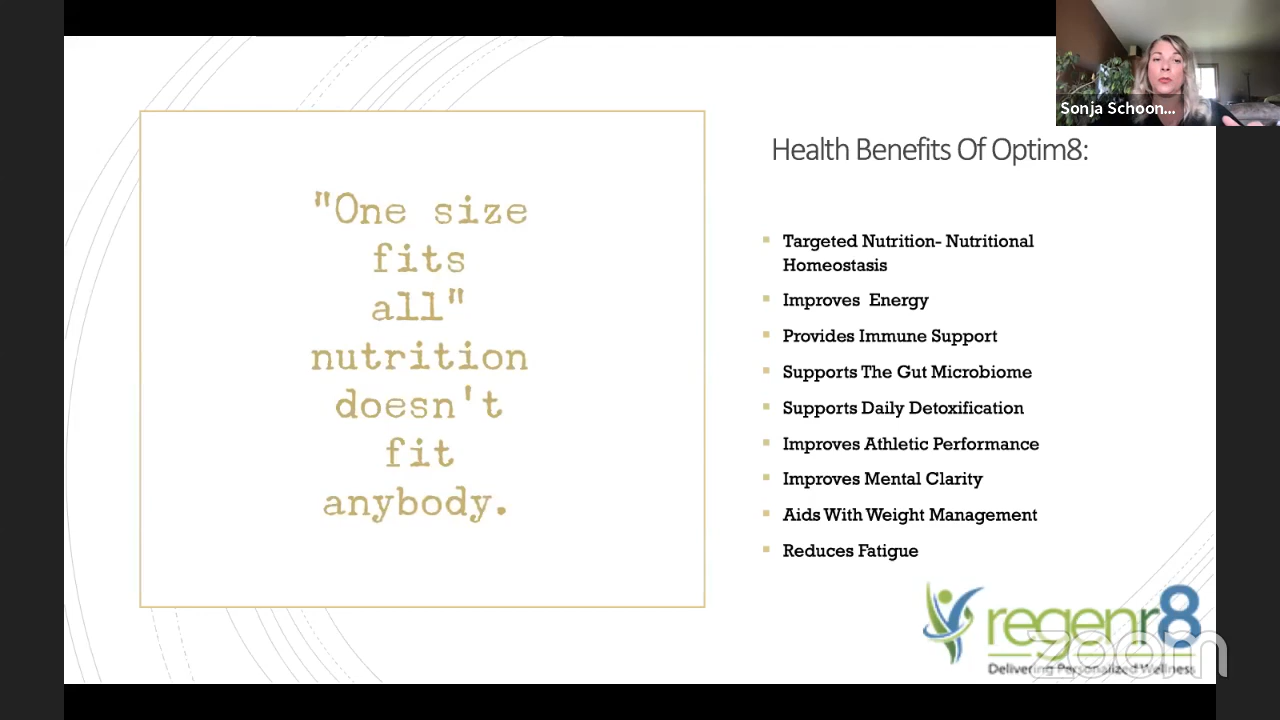 Sonja Schoon...
Health Benefits Of Optim8:
"One size
fits
all"
nutrition
doesn't
fit
anybody.
Targeted Nutrition- Nutritional
Homeostasis
Improves Energy
Provides Immune Support
Supports The Gut Microbiome
Supports Daily Detoxification
Improves Athletic Performance
Improves Mental Clarity
Aids With Weight Management
Reduces Fatigue
regenr8
zoom
Delivering Personalized Wellness